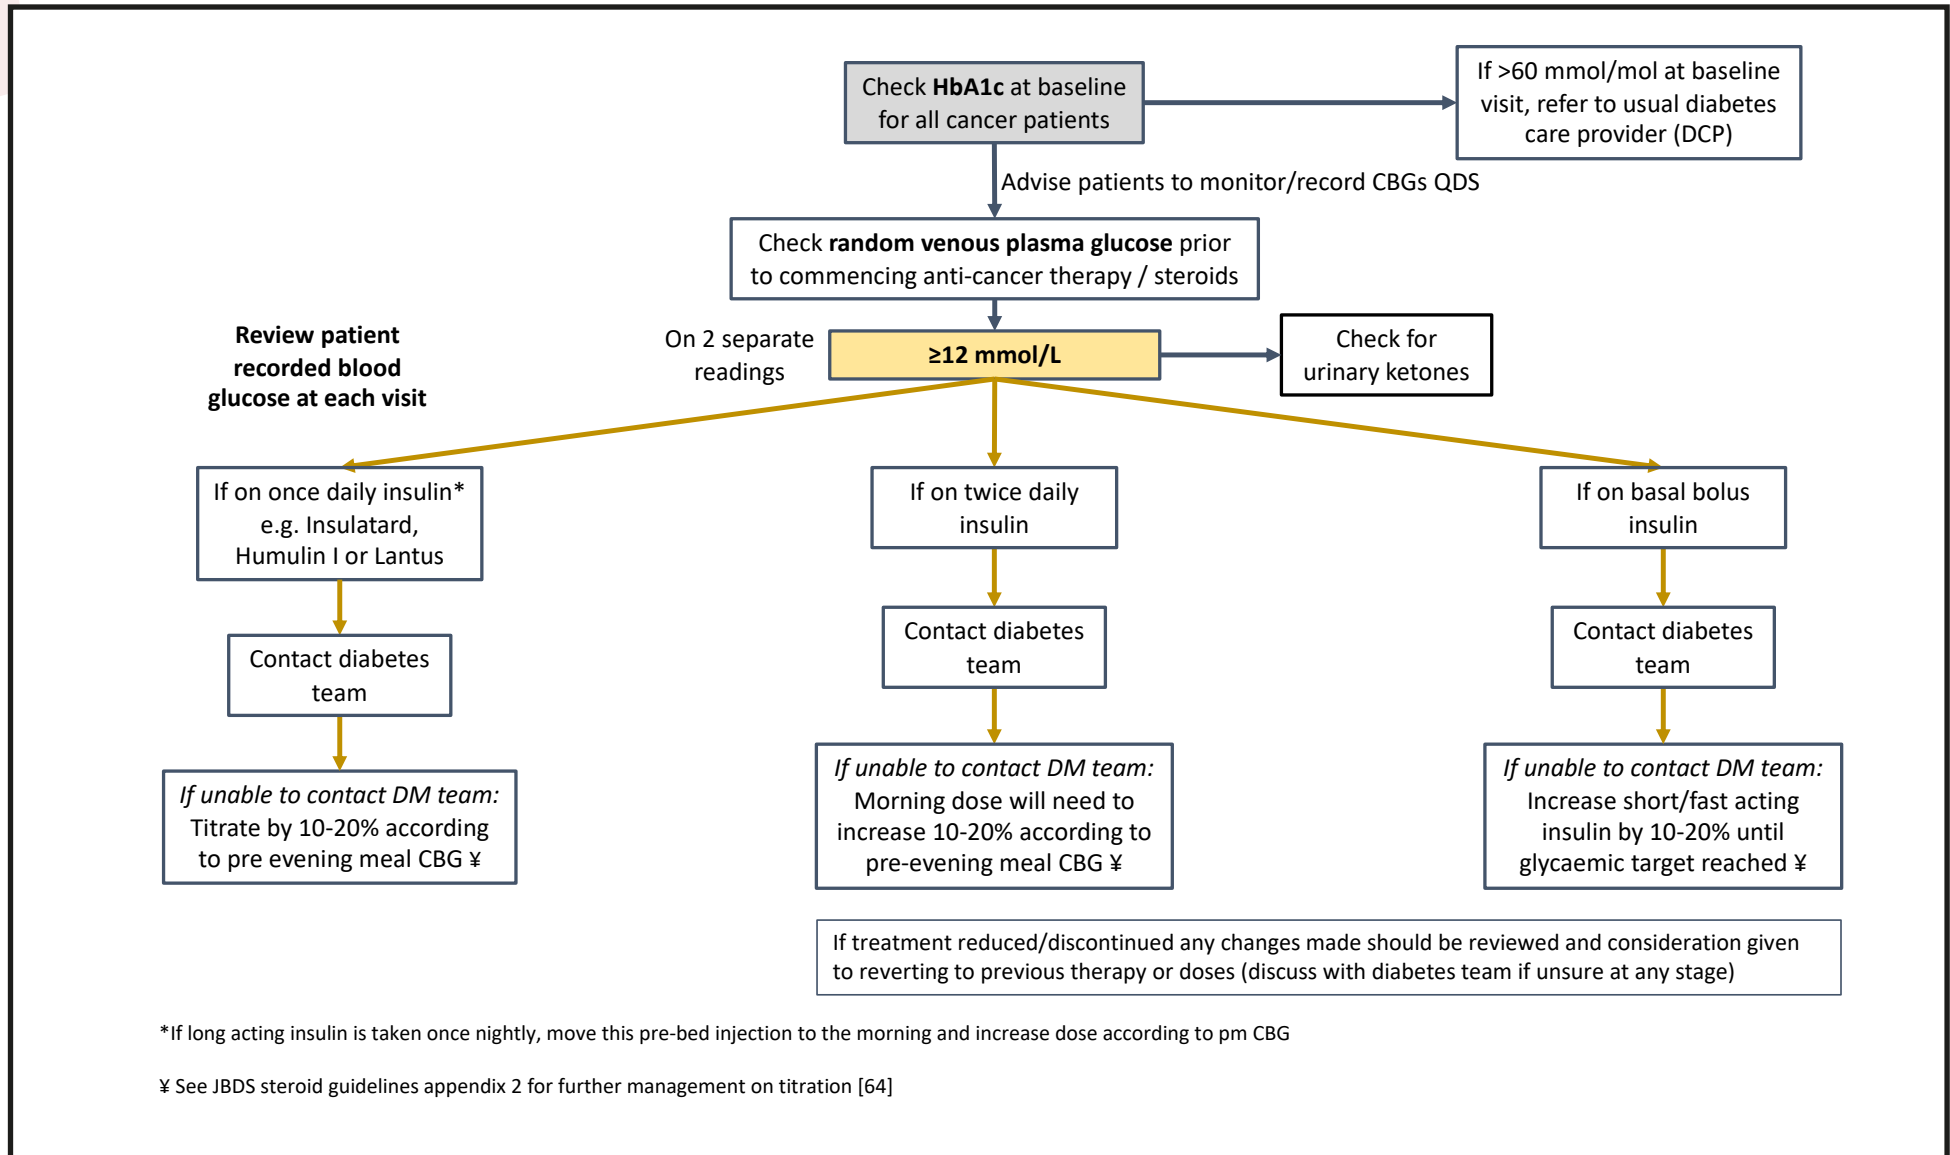 Check HbA1c at baseline
for all cancer patients
If >60 mmol/mol at baseline
visit, refer to usual diabetes
care provider (DCP)
Advise patients to monitor/record CBGs QDS
Check random venous plasma glucose prior
to commencing anti-cancer therapy / steroids
Review patient
recorded blood
glucose at each visit
On 2 separate
readings
≥12 mmol/L
Check for
urinary ketones
If on once daily insulin*
e.g. Insulatard,
Humulin I or Lantus
If on twice daily
insulin
If on basal bolus
insulin
Contact diabetes
team
Contact diabetes
team
Contact diabetes
team
If unable to contact DM team:
Titrate by 10-20% according
to pre evening meal CBG ¥
If unable to contact DM team:
Morning dose will need to
increase 10-20% according to
pre-evening meal CBG ¥
If unable to contact DM team:
Increase short/fast acting
insulin by 10-20% until
glycaemic target reached ¥
If treatment reduced/discontinued any changes made should be reviewed and consideration given
to reverting to previous therapy or doses (discuss with diabetes team if unsure at any stage)
*If long acting insulin is taken once nightly, move this pre-bed injection to the morning and increase dose according to pm CBG
¥ See JBDS steroid guidelines appendix 2 for further management on titration [64]